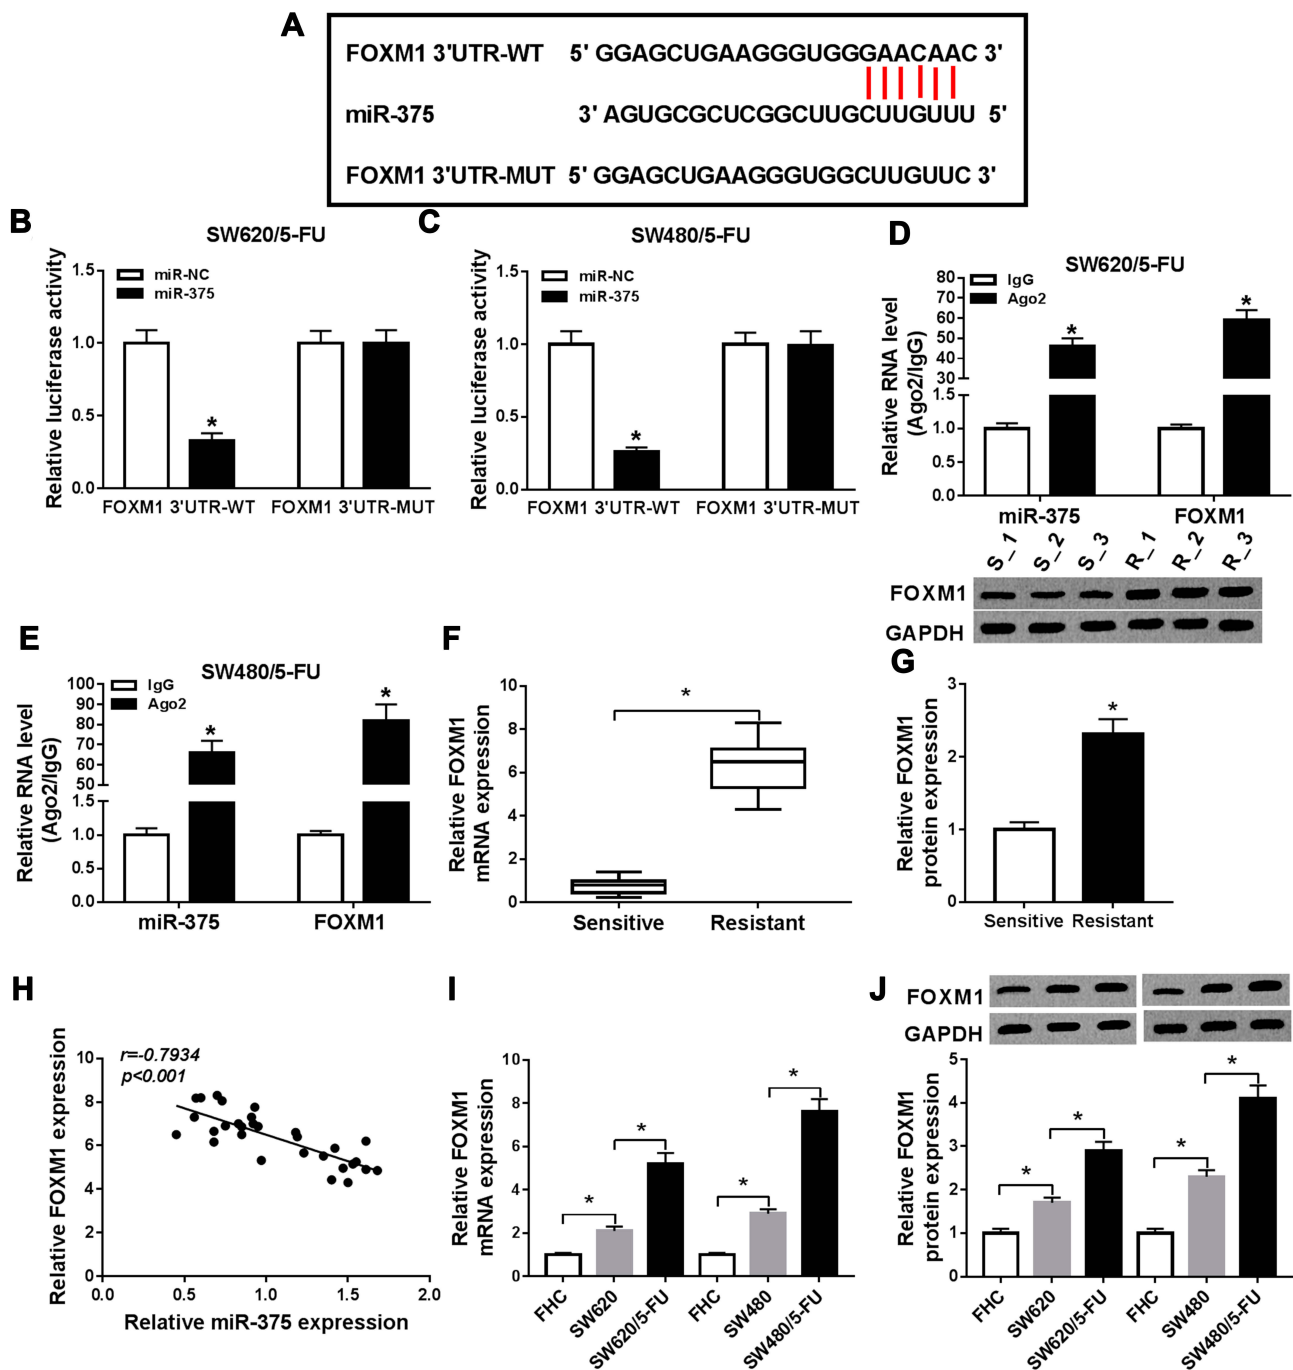 A
FOXM1 3'UTR-WT 5' GGAGCUGAAGGGUGGGAACAAC 3'
miR-375 3' AGUGCGCUCGGCUUGCUUGUUU 5'
FOXM1 3'UTR-MUT 5' GGAGCUGAAGGGUGGCUUGUUC 3'
B
SW620/5-FU
Relative luciferase activity
1.5
1.0
0.5
0.0
miR-NC
miR-375
*
FOXM1 3'UTR-WT FOXM1 3'UTR-MUT
C
SW480/5-FU
Relative luciferase activity
1.5
1.0
0.5
0.0
miR-NC
miR-375
*
FOXM1 3'UTR-WT FOXM1 3'UTR-MUT
D
SW620/5-FU
Relative RNA level
(Ago2/IgG)
80
70
60
50
40
30
1.5
1.0
0.5
0.0
IgG
Ago2
* *
miR-375 FOXM1
E
SW480/5-FU
Relative RNA level
(Ago2/IgG)
100
90
80
70
60
50
1.5
1.0
0.5
0.0
IgG
Ago2
* *
miR-375 FOXM1
F
Relative FOXM1
mRNA expression
10
8
6
4
2
0
*
Sensitive Resistant
S_1 S_2 S_3 R_1 R_2 R_3
FOXM1
GAPDH
G
Relative FOXM1
protein expression
3
2
1
0
*
Sensitive Resistant
H
Relative FOXM1 expression
10
8
6
4
2
0
r=-0.7934
p<0.001
0.0 0.5 1.0 1.5 2.0
Relative miR-375 expression
I
Relative FOXM1
mRNA expression
10
8
6
4
2
0
* * * *
FHC SW620 SW620/5-FU FHC SW480 SW480/5-FU
J
FOXM1
GAPDH
Relative FOXM1
protein expression
5
4
3
2
1
0
* * * *
FHC SW620 SW620/5-FU FHC SW480 SW480/5-FU